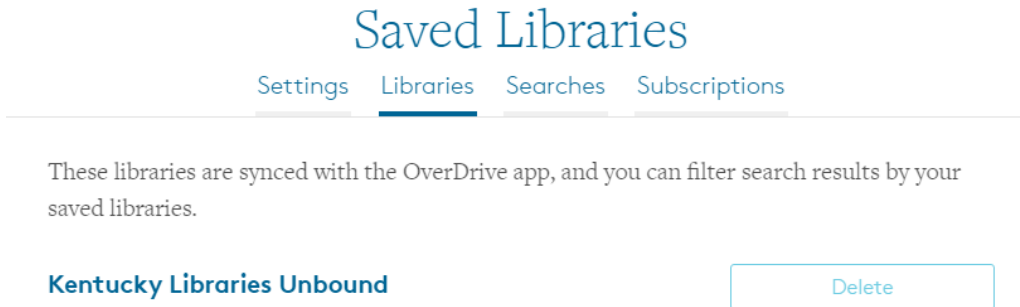 Saved Libraries
Settings Libraries Searches Subscriptions
These libraries are synced with the OverDrive app, and you can filter search results by your
saved libraries.
Kentucky Libraries Unbound Delete